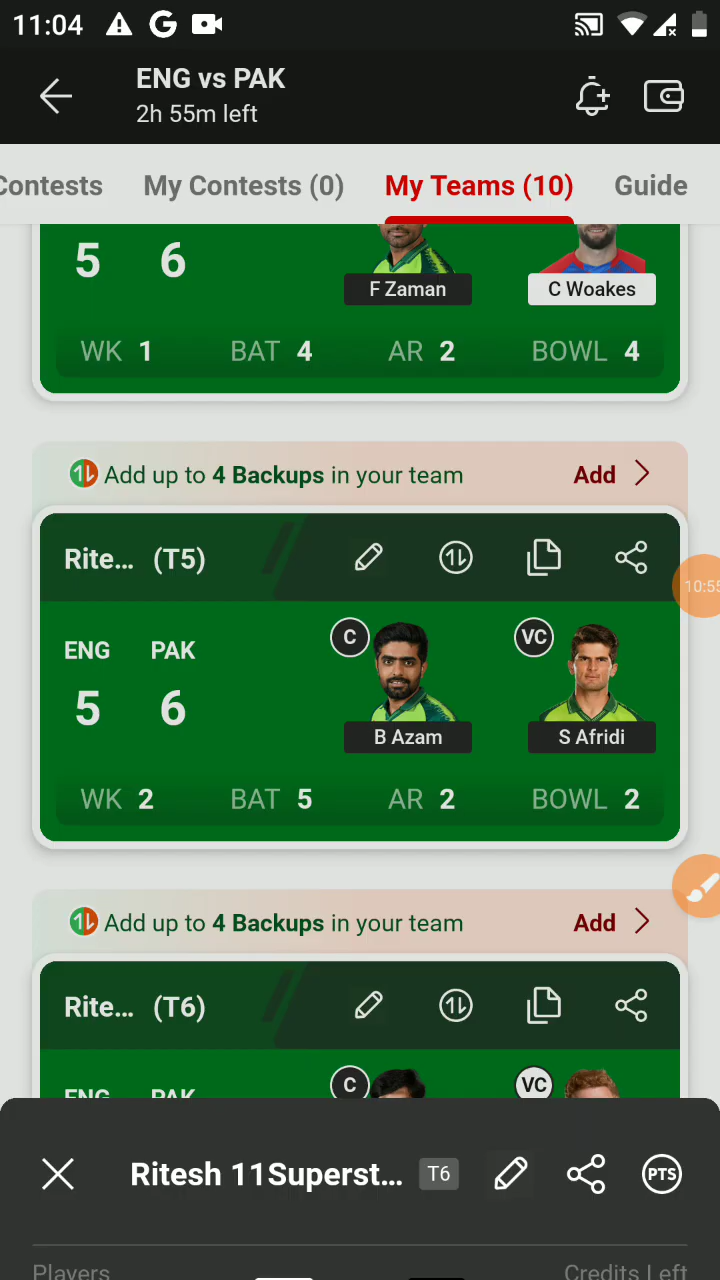 11:04
ENG vs PAK
2h 55m left
Contests My Contests (0) My Teams (10) Guide
5 6
F Zaman C Woakes
WK 1 BAT 4 AR 2 BOWL 4
Add up to 4 Backups in your team Add
Rite... (T5)
C VC
ENG PAK
5 6
B Azam S Afridi
WK 2 BAT 5 AR 2 BOWL 2
10:55
Add up to 4 Backups in your team Add
Rite... (T6)
C VC
ENG PAK
Ritesh 11Superst... T6 PTS
Players Credits Left